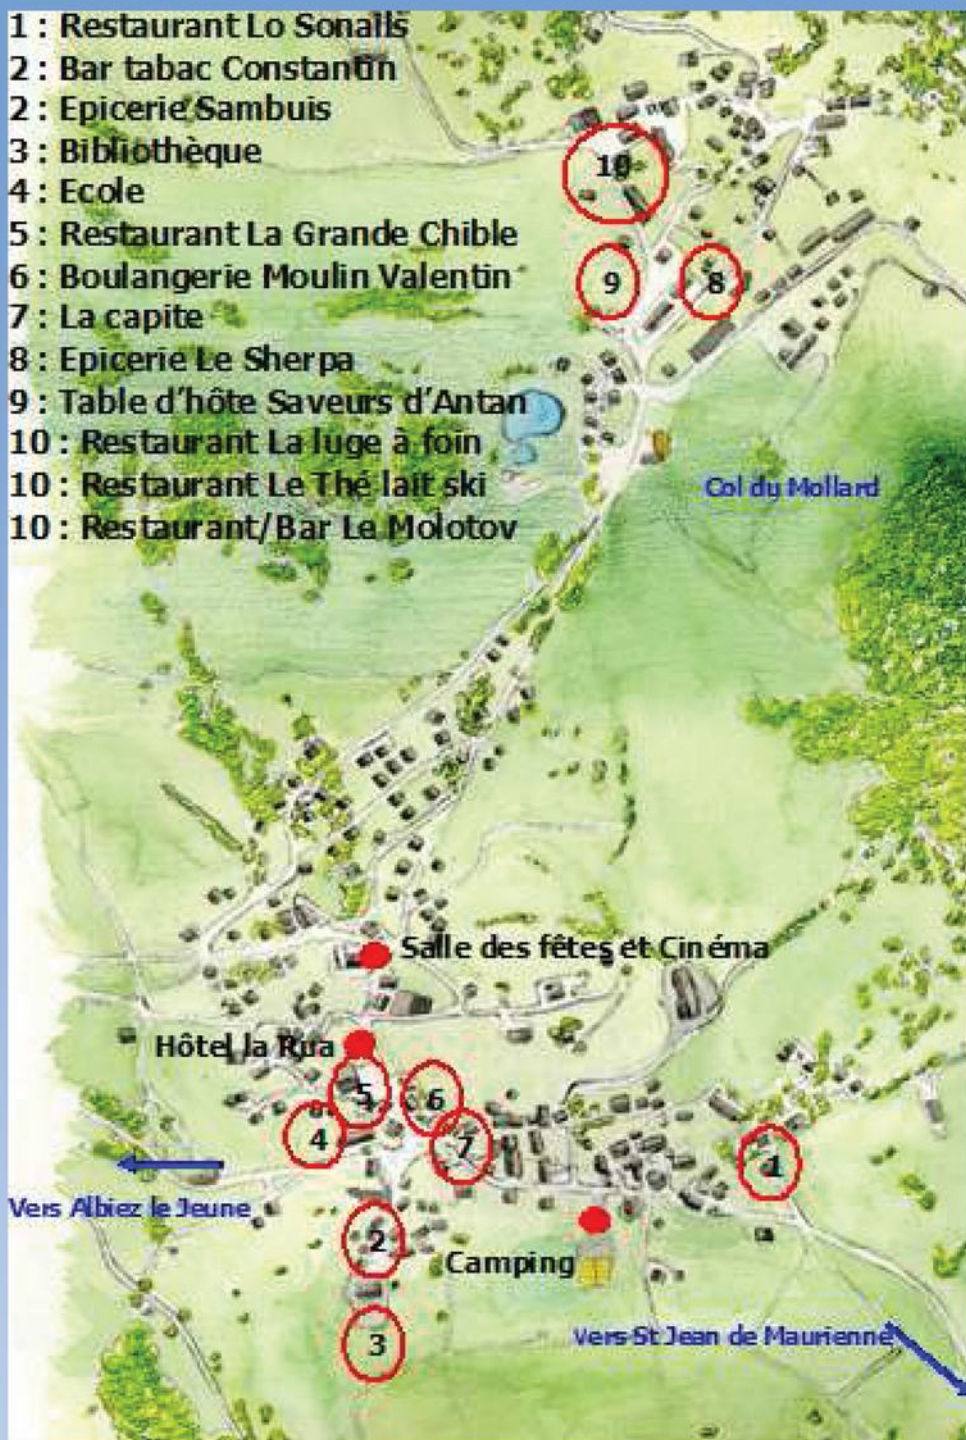 1 : Restaurant Lo Sonails
2 : Bar tabac Constantin
2 : Epicerie Sambuis
3 : Bibliothèque
4 : Ecole
5 : Restaurant La Grande Chible
6 : Boulangerie Moulin Valentin
7 : La capite
8 : Epicerie Le Sherpa
9 : Table d'hôte Saveurs d'Antan
10 : Restaurant La luge à foin
10 : Restaurant Le Thé lait ski
10 : Restaurant/Bar Le Molotov
10
9
8
Col du Mollard
Salle des fêtes et Cinéma
Hôtel la Rua
5
6
4
7
1
Vers Albiez le Jeune
2
Camping
3
Vers St Jean de Maurienne